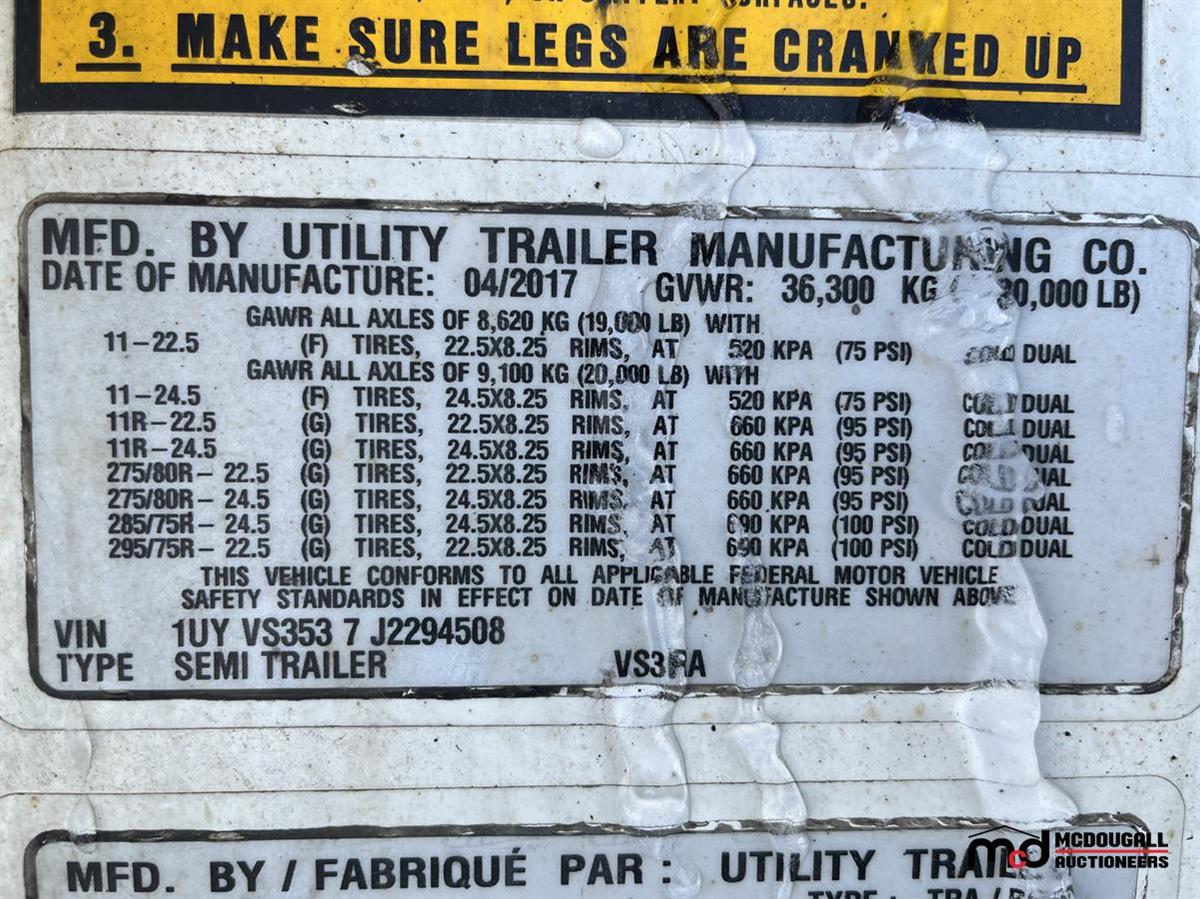 SURFACES.
3. MAKE SURE LEGS ARE CRANKED UP
MFD. BY UTILITY TRAILER MANUFACTURING CO.
DATE OF MANUFACTURE: 04/2017 GVWR: 36,300 KG ( 80,000 LB)
GAWR ALL AXLES OF 8,620 KG (19,000 LB) WITH
11-22.5 (F) TIRES, 22.5X8.25 RIMS, AT 520 KPA (75 PSI) COLD DUAL
GAWR ALL AXLES OF 9,100 KG (20,000 LB) WITH
11-24.5 (F) TIRES, 24.5X8.25 RIMS, AT 520 KPA (75 PSI) COLD DUAL
11R-22.5 (G) TIRES, 22.5X8.25 RIMS, AT 660 KPA (95 PSI) COLD DUAL
11R-24.5 (G) TIRES, 24.5X8.25 RIMS, AT 660 KPA (95 PSI) COLD DUAL
275/80R-22.5 (G) TIRES, 22.5X8.25 RIMS, AT 660 KPA (95 PSI) COLD DUAL
275/80R-24.5 (G) TIRES, 24.5X8.25 RIMS, AT 660 KPA (95 PSI) COLD DUAL
285/75R-24.5 (G) TIRES, 24.5X8.25 RIMS, AT 690 KPA (100 PSI) COLD DUAL
295/75R-22.5 (G) TIRES, 22.5X8.25 RIMS, AT 690 KPA (100 PSI) COLD DUAL
THIS VEHICLE CONFORMS TO ALL APPLICABLE FEDERAL MOTOR VEHICLE
SAFETY STANDARDS IN EFFECT ON DATE OF MANUFACTURE SHOWN ABOVE
VIN 1UY VS353 7 J2294508
TYPE SEMI TRAILER VS3RA
MFD. BY / FABRIQUÉ PAR : UTILITY
McD MCDOUGALL
AUCTIONEERS